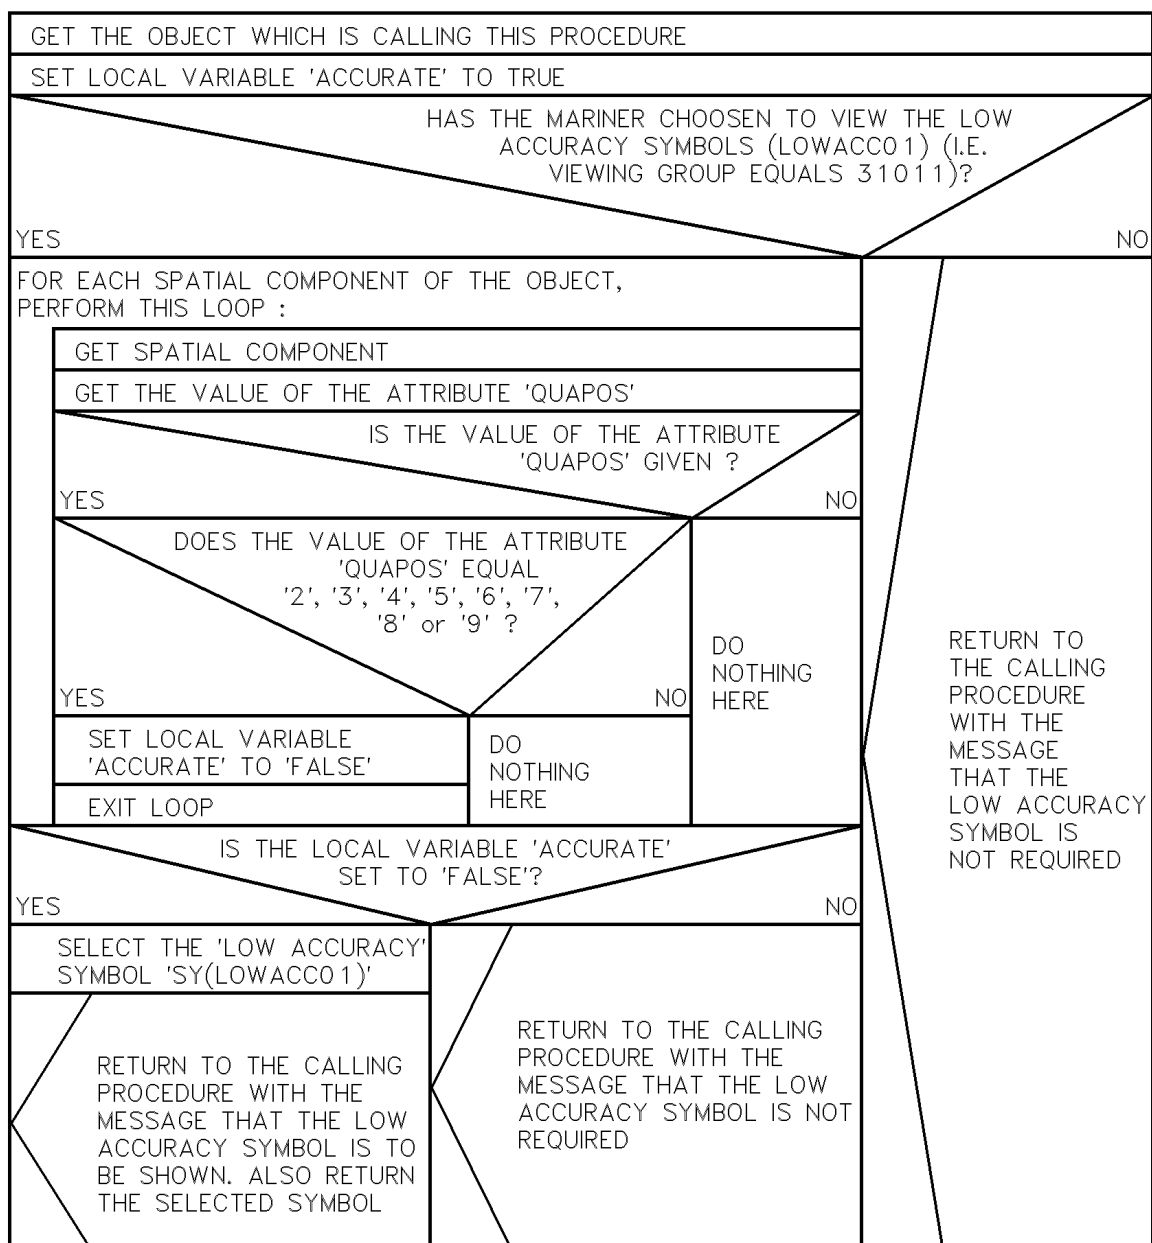 GET THE OBJECT WHICH IS CALLING THIS PROCEDURE
SET LOCAL VARIABLE 'ACCURATE' TO TRUE
HAS THE MARINER CHOOSEN TO VIEW THE LOW
ACCURACY SYMBOLS (LOWACC01) (I.E.
VIEWING GROUP EQUALS 31011)?
YES
NO
FOR EACH SPATIAL COMPONENT OF THE OBJECT,
PERFORM THIS LOOP :
GET SPATIAL COMPONENT
GET THE VALUE OF THE ATTRIBUTE 'QUAPOS'
IS THE VALUE OF THE ATTRIBUTE
'QUAPOS' GIVEN ?
YES
NO
DOES THE VALUE OF THE ATTRIBUTE
'QUAPOS' EQUAL
'2', '3', '4', '5', '6', '7',
'8' or '9' ?
YES
NO
SET LOCAL VARIABLE
'ACCURATE' TO 'FALSE'
EXIT LOOP
DO
NOTHING
HERE
DO
NOTHING
HERE
RETURN TO
THE CALLING
PROCEDURE
WITH THE
MESSAGE
THAT THE
LOW ACCURACY
SYMBOL IS
NOT REQUIRED
IS THE LOCAL VARIABLE 'ACCURATE'
SET TO 'FALSE'?
YES
NO
SELECT THE 'LOW ACCURACY'
SYMBOL 'SY(LOWACC01)'
RETURN TO THE CALLING
PROCEDURE WITH THE
MESSAGE THAT THE LOW
ACCURACY SYMBOL IS TO
BE SHOWN. ALSO RETURN
THE SELECTED SYMBOL
RETURN TO THE CALLING
PROCEDURE WITH THE
MESSAGE THAT THE LOW
ACCURACY SYMBOL IS NOT
REQUIRED